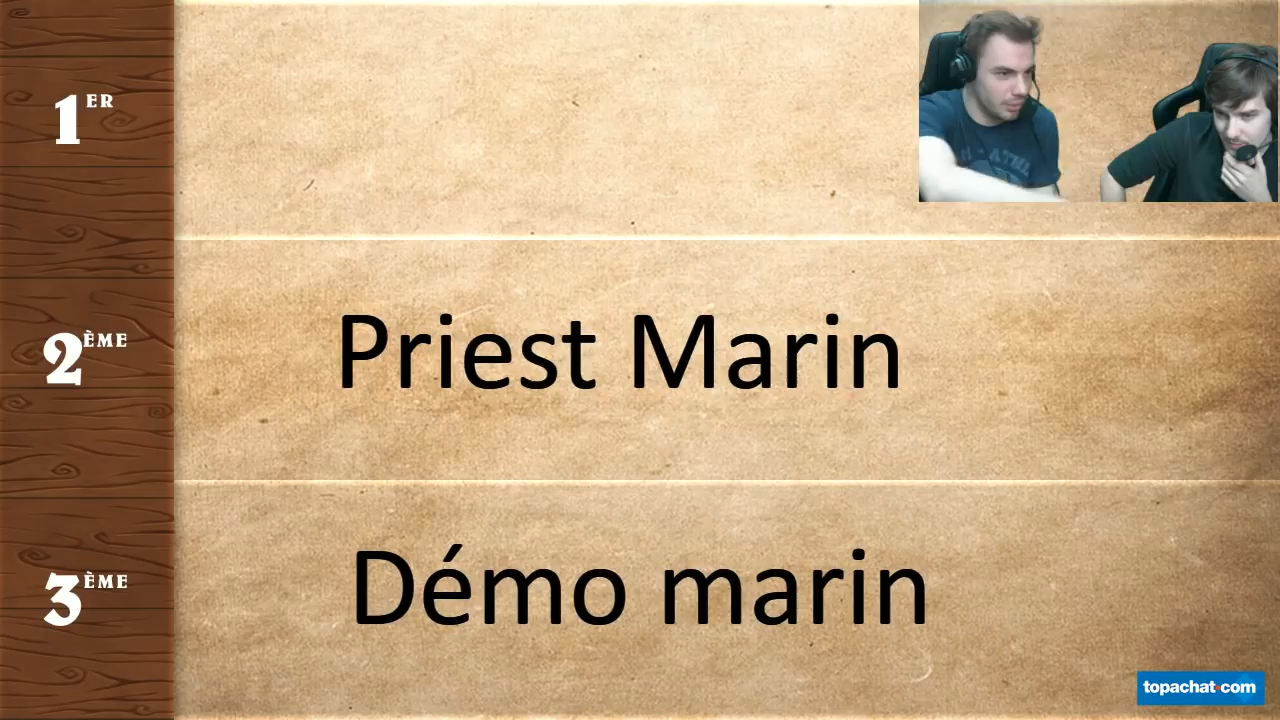 1ER
2ÈME
Priest Marin
3ÈME
Démo marin
topachat.com